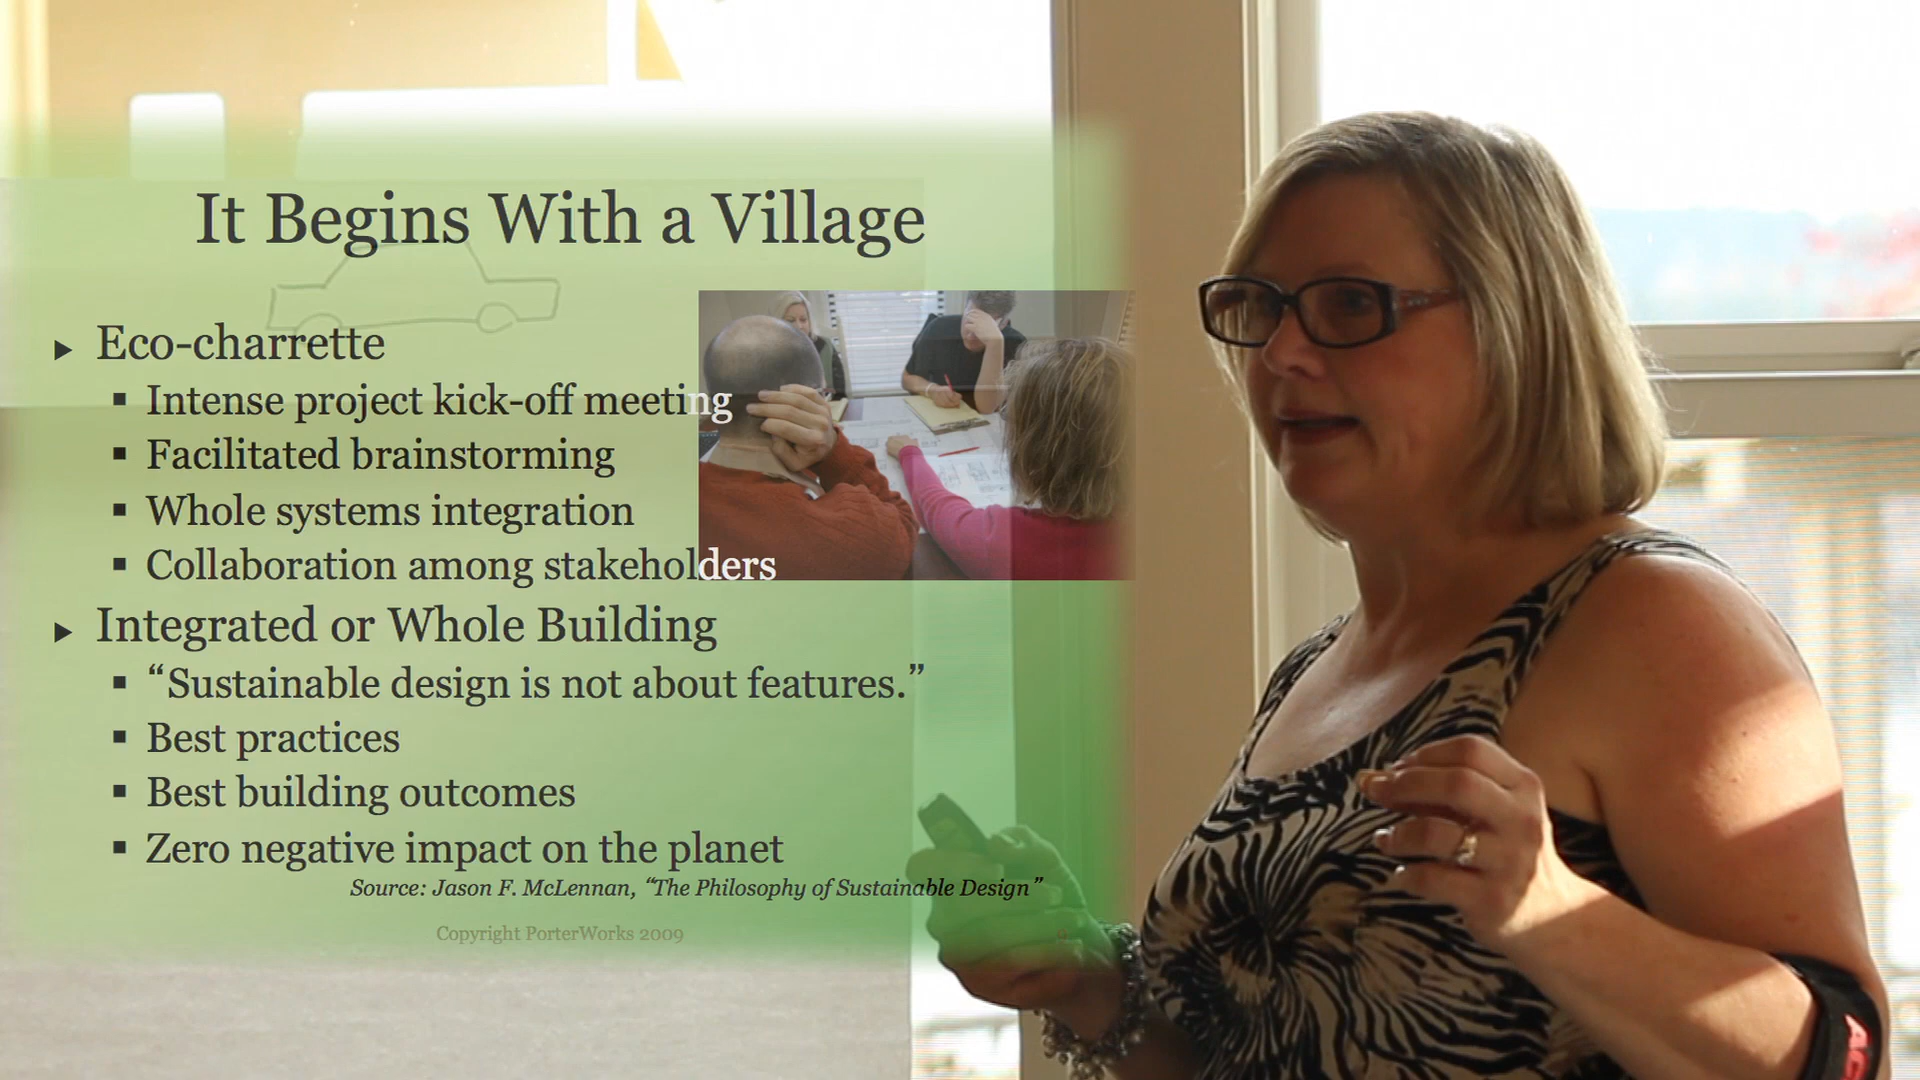 It Begins With a Village
▶ Eco-charrette
▪ Intense project kick-off meeting
▪ Facilitated brainstorming
▪ Whole systems integration
▪ Collaboration among stakeholders
▶ Integrated or Whole Building
▪ “Sustainable design is not about features.”
▪ Best practices
▪ Best building outcomes
▪ Zero negative impact on the planet
Source: Jason F. McLennan, “The Philosophy of Sustainable Design”
Copyright PorterWorks 2009